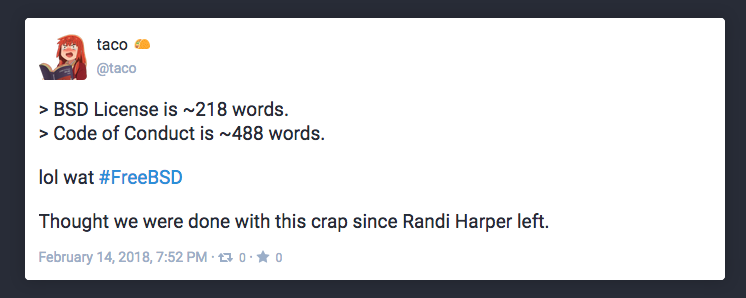 taco 🌮
@taco
> BSD License is ~218 words.
> Code of Conduct is ~488 words.
lol wat #FreeBSD
Thought we were done with this crap since Randi Harper left.
February 14, 2018, 7:52 PM · 0 · 0